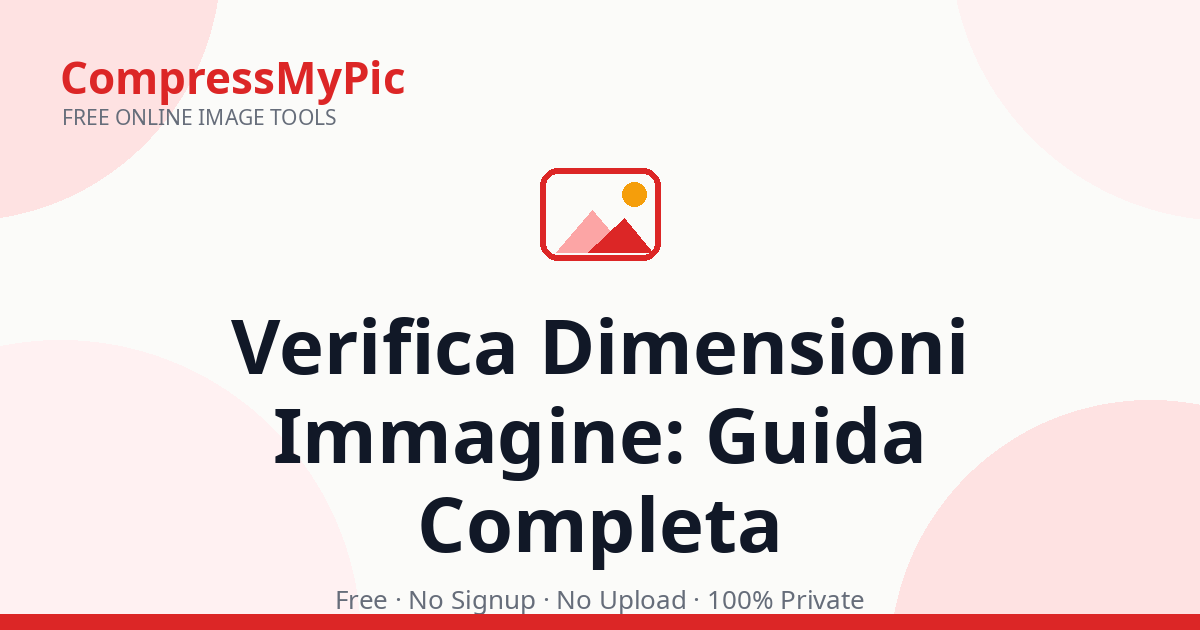 CompressMyPic
FREE ONLINE IMAGE TOOLS
Verifica Dimensioni
Immagine: Guida
Completa
Free · No Signup · No Upload · 100% Private